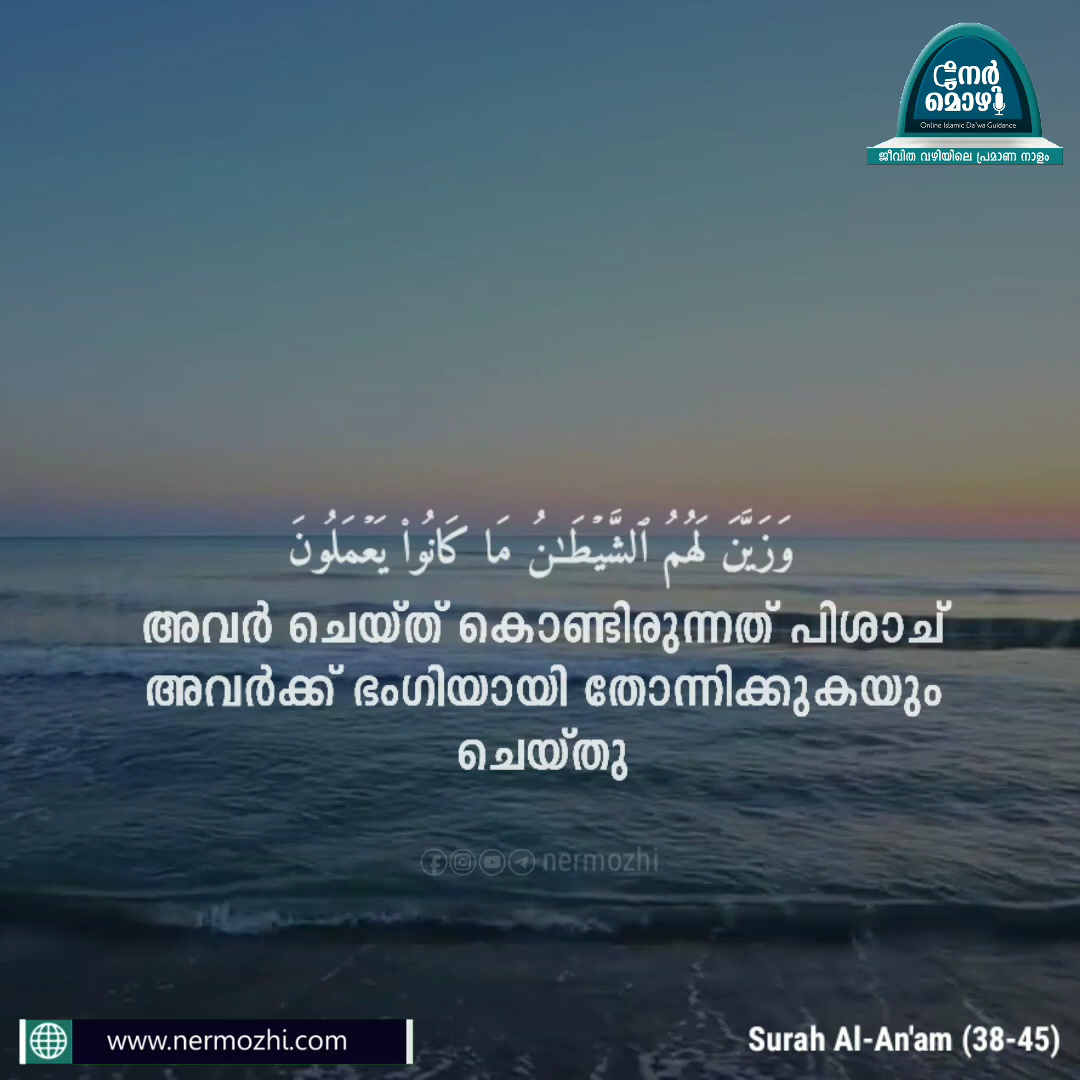 നേർ
മൊഴി
Online Islamic Da'wa Guidance
ജീവിത വഴിയിലെ പ്രമാണ നാളം
وَزَيَّنَ لَهُمُ ٱلشَّيۡطَـٰنُ مَا كَانُوا۟ يَعۡمَلُونَ
അവർ ചെയ്ത് കൊണ്ടിരുന്നത് പിശാച്
അവർക്ക് ഭംഗിയായി തോന്നിക്കുകയും
ചെയ്തു
nermozhi
www.nermozhi.com
Surah Al-An'am (38-45)